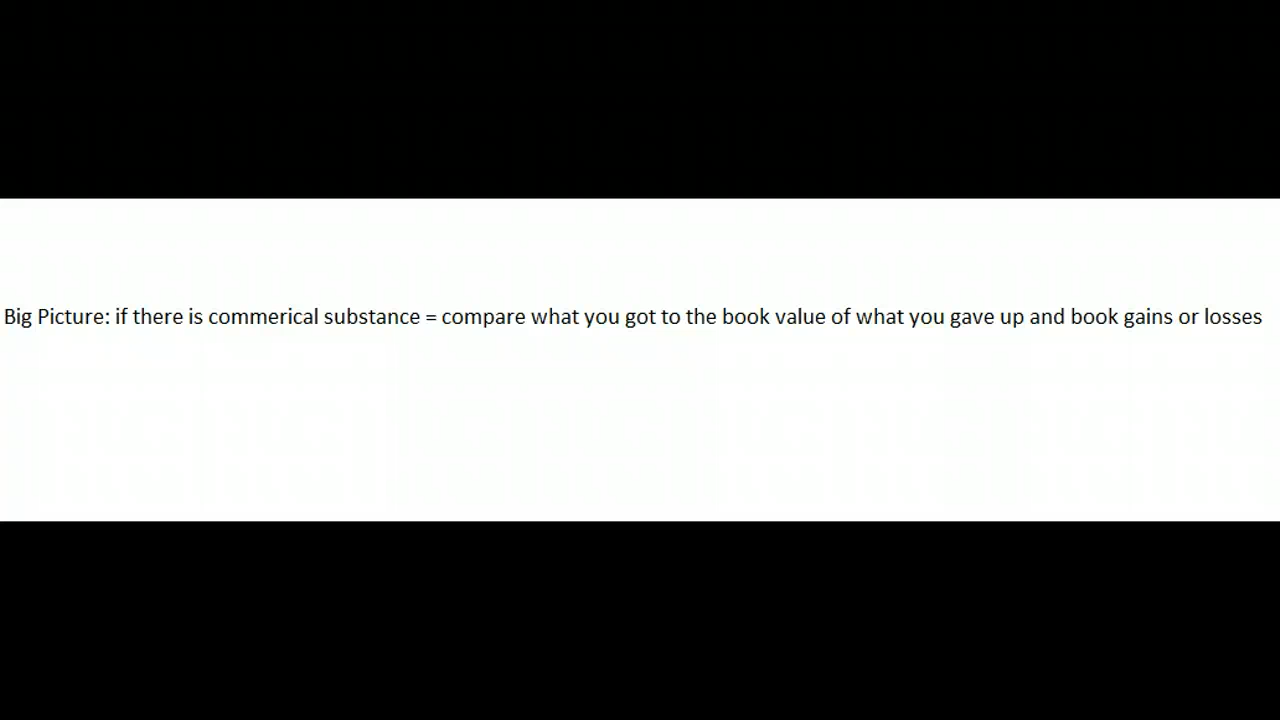 Big Picture: if there is commerical substance = compare what you got to the book value of what you gave up and book gains or losses